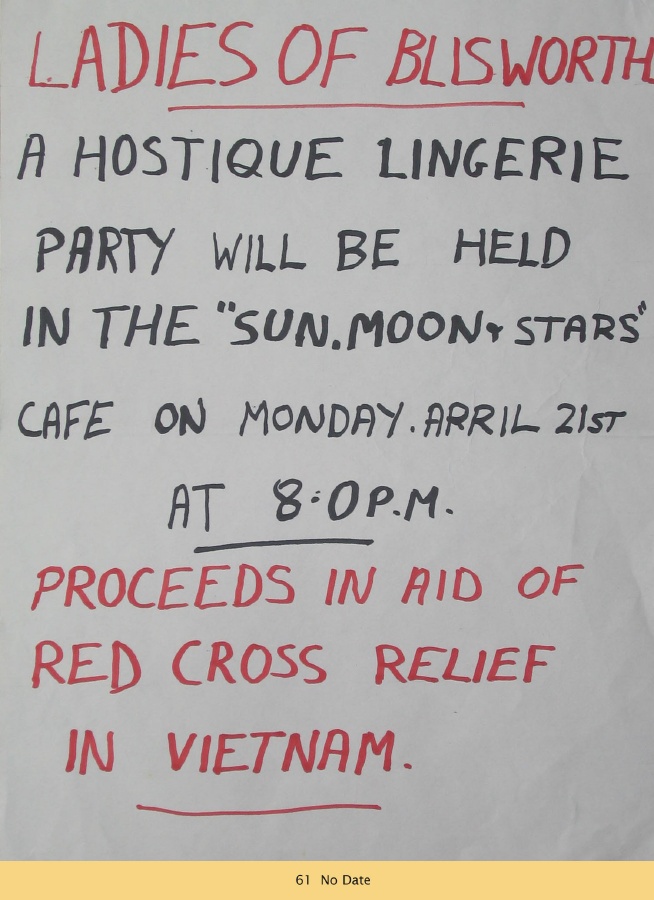 LADIES OF BLISWORTH
A HOSTIQUE LINGERIE
PARTY WILL BE HELD
IN THE "SUN.MOON & STARS"
CAFE ON MONDAY. APRIL 21ST
AT 8.0 P.M.
PROCEEDS IN AID OF
RED CROSS RELIEF
IN VIETNAM.
61 No Date